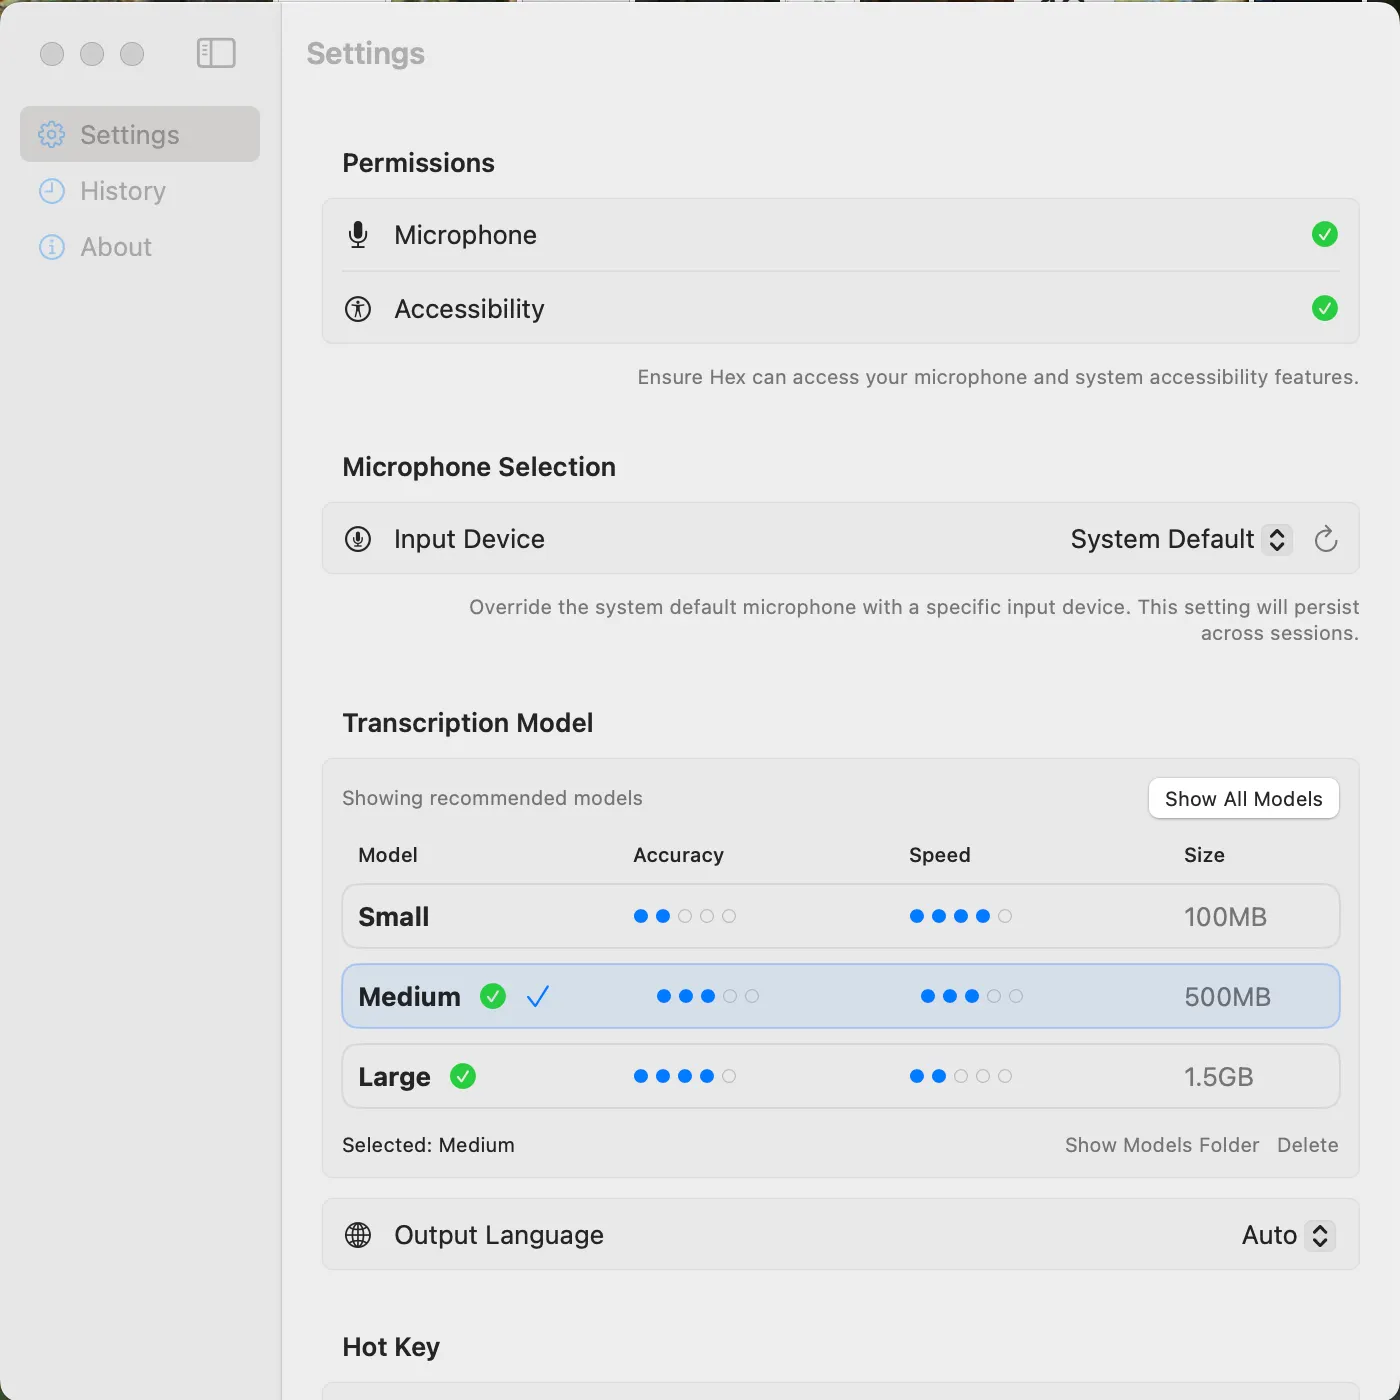 Settings
Settings
History
About
Permissions
Microphone
Accessibility
Ensure Hex can access your microphone and system accessibility features.
Microphone Selection
Input Device
System Default
Override the system default microphone with a specific input device. This setting will persist
across sessions.
Transcription Model
Showing recommended models
Show All Models
Model Accuracy Speed Size
Small 100MB
Medium 500MB
Large 1.5GB
Selected: Medium
Show Models Folder Delete
Output Language
Auto
Hot Key